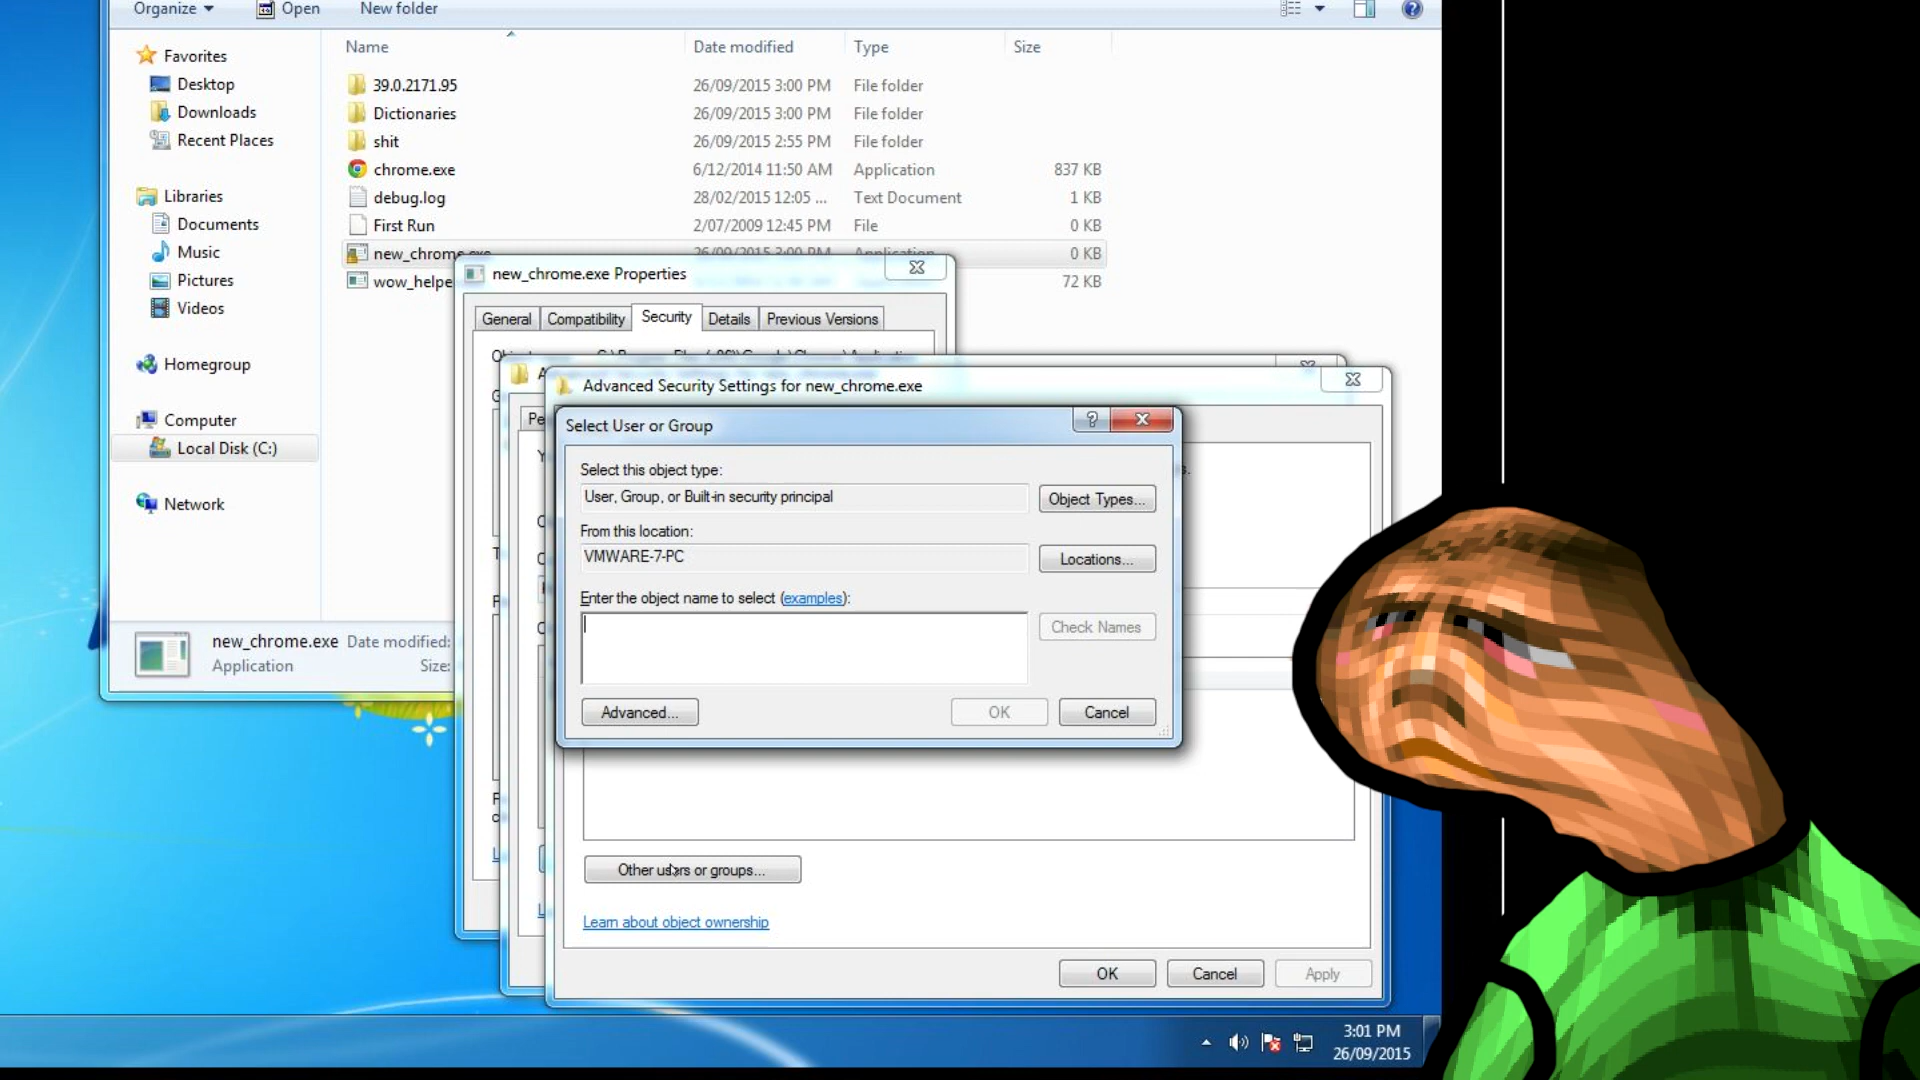 Organize
Open
New folder
Name
Date modified
Type
Size
Favorites
Desktop
Downloads
Recent Places
Libraries
Documents
Music
Pictures
Videos
Homegroup
Computer
Local Disk (C:)
Network
39.0.2171.95 26/09/2015 3:00 PM File folder
Dictionaries 26/09/2015 3:00 PM File folder
shit 26/09/2015 2:55 PM File folder
chrome.exe 6/12/2014 11:50 AM Application 837 KB
debug.log 28/02/2015 12:05 ... Text Document 1 KB
First Run 2/07/2009 12:45 PM File 0 KB
new_chrome.exe 26/09/2015 3:00 PM Application 0 KB
wow_helpe 72 KB
new_chrome.exe Date modified:
Application Size:
new_chrome.exe Properties
General Compatibility Security Details Previous Versions
Advanced Security Settings for new_chrome.exe
Pe
Select User or Group
Select this object type:
User, Group, or Built-in security principal
Object Types...
From this location:
VMWARE-7-PC
Locations...
Enter the object name to select (examples):
Check Names
Advanced...
OK
Cancel
Other users or groups...
Learn about object ownership
OK
Cancel
Apply
3:01 PM
26/09/2015